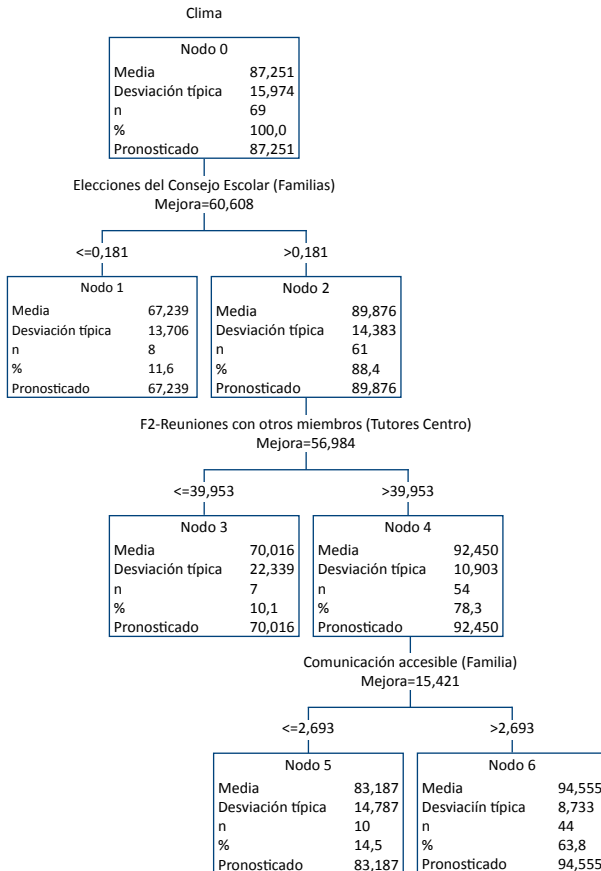 Clima
Nodo 0
Media 87,251
Desviación típica 15,974
n 69
% 100,0
Pronosticado 87,251
Elecciones del Consejo Escolar (Familias)
Mejora=60,608
<=0,181
>0,181
Nodo 1
Media 67,239
Desviación típica 13,706
n 8
% 11,6
Pronosticado 67,239
Nodo 2
Media 89,876
Desviación típica 14,383
n 61
% 88,4
Pronosticado 89,876
F2-Reuniones con otros miembros (Tutores Centro)
Mejora=56,984
<=39,953
>39,953
Nodo 3
Media 70,016
Desviación típica 22,339
n 7
% 10,1
Pronosticado 70,016
Nodo 4
Media 92,450
Desviación típica 10,903
n 54
% 78,3
Pronosticado 92,450
Comunicación accesible (Familia)
Mejora=15,421
<=2,693
>2,693
Nodo 5
Media 83,187
Desviación típica 14,787
n 10
% 14,5
Pronosticado 83,187
Nodo 6
Media 94,555
Desviaciín típica 8,733
n 44
% 63,8
Pronosticado 94,555